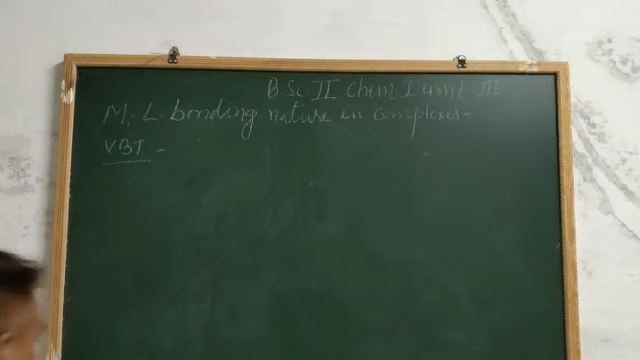 B.Sc II Chem I unit III
M-L bonding nature in complexes-
VBT -